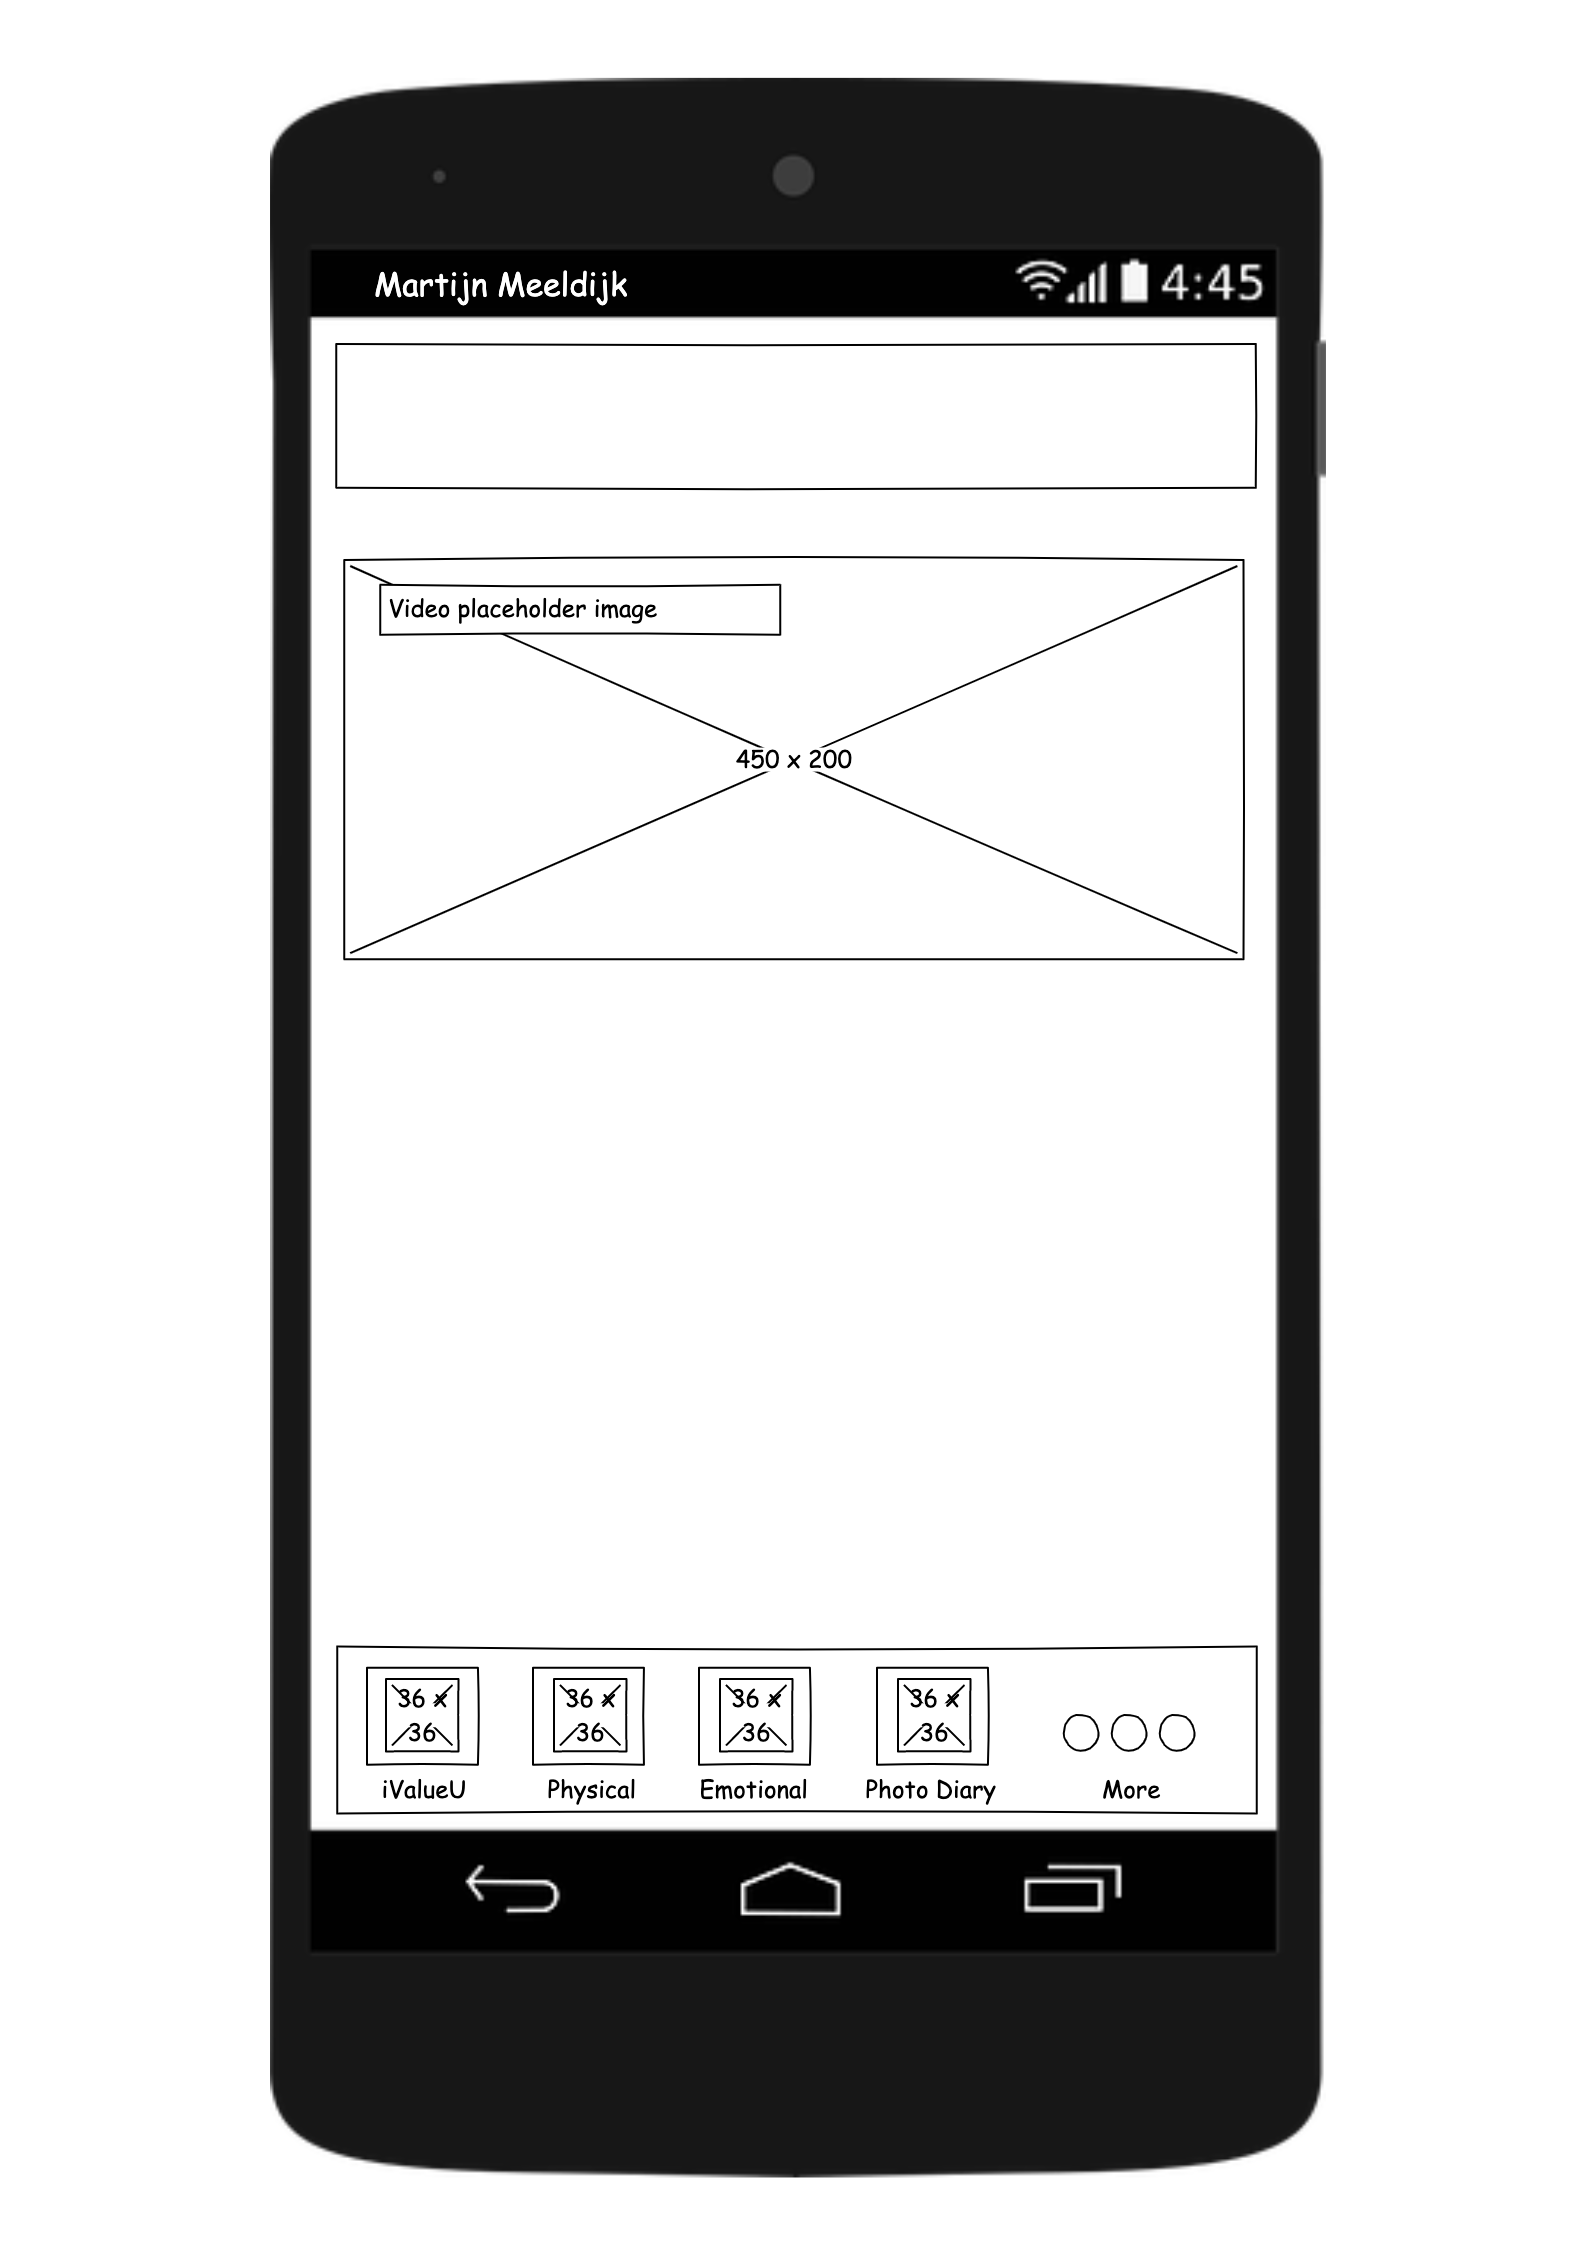 Martijn Meeldijk
4:45
Video placeholder image
450 x 200
36 x
36
36 x
36
36 x
36
36 x
36
iValueU
Physical
Emotional
Photo Diary
More